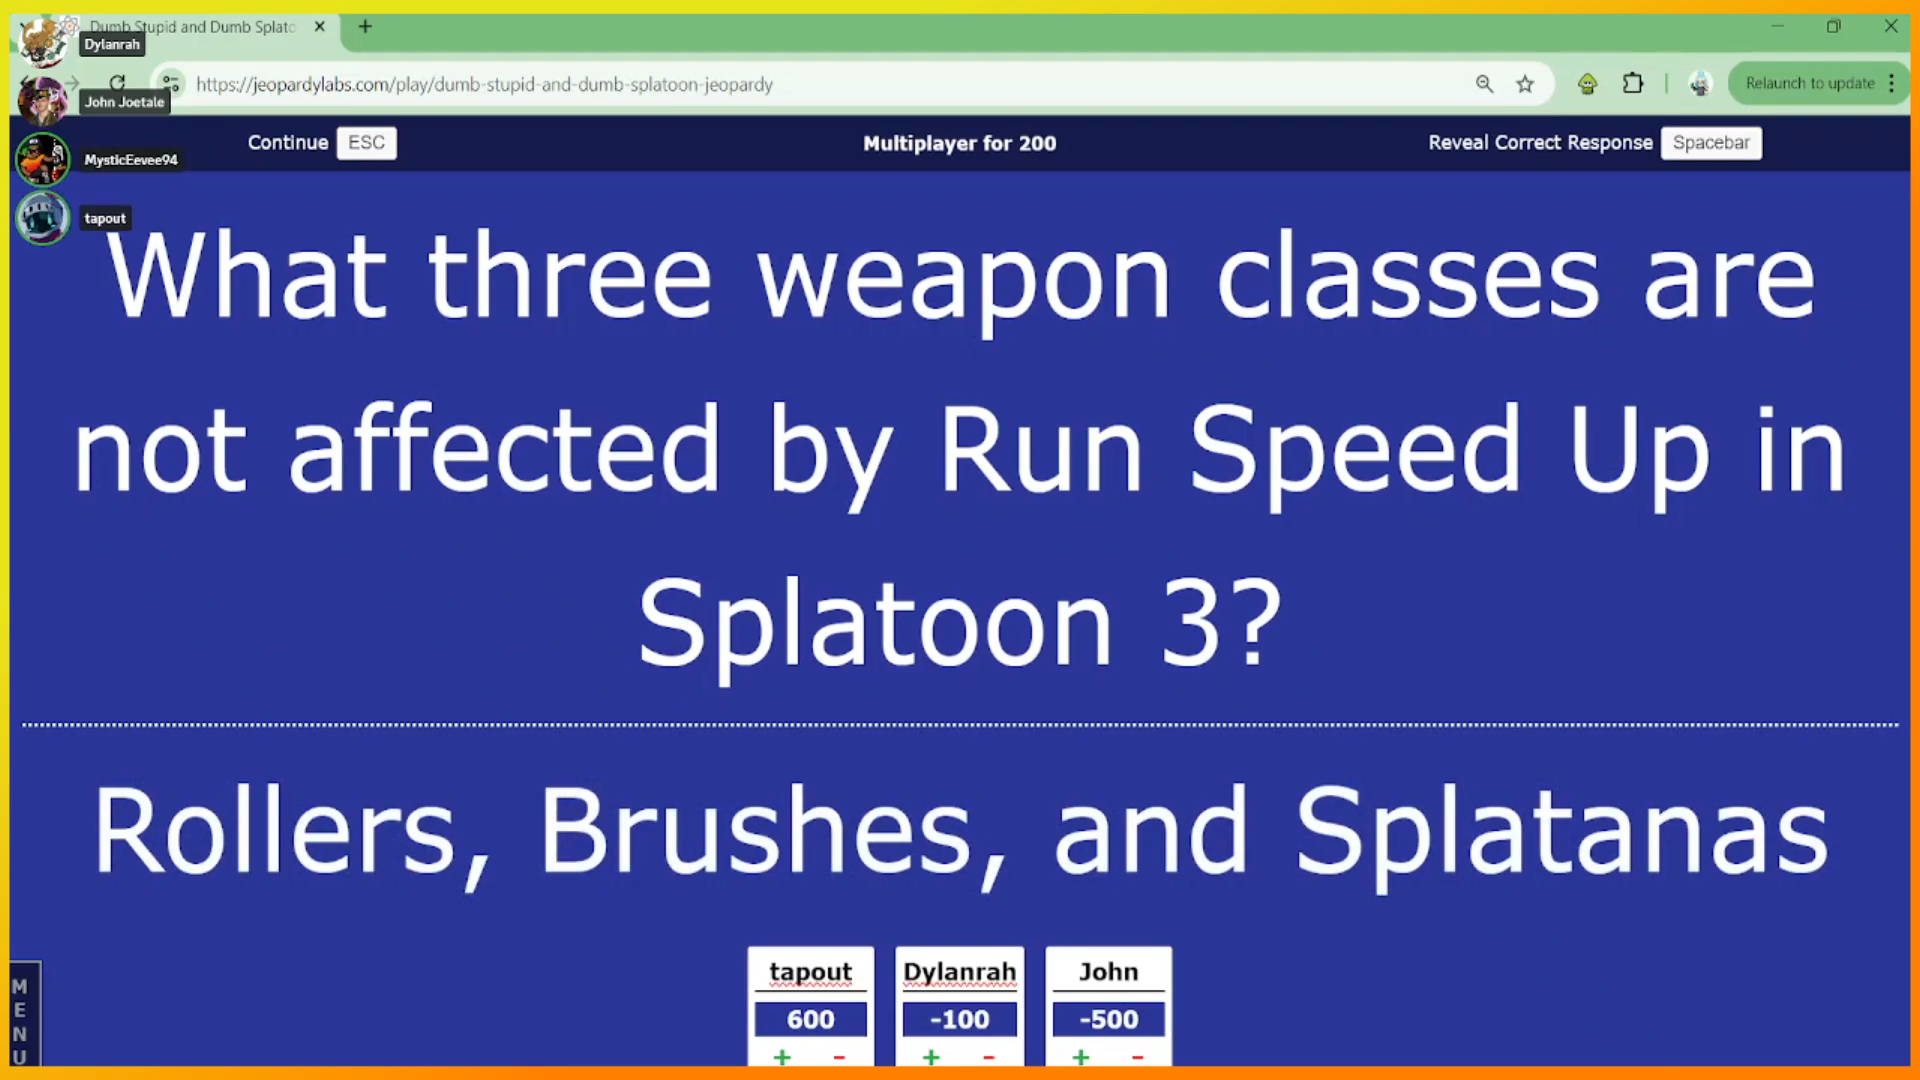 Dumb Stupid and Dumb Splato
Dylanrah
https://jeopardylabs.com/play/dumb-stupid-and-dumb-splatoon-jeopardy
Relaunch to update
John Joetale
Continue ESC
Multiplayer for 200
Reveal Correct Response Spacebar
MysticEevee94
tapout
What three weapon classes are
not affected by Run Speed Up in
Splatoon 3?
Rollers, Brushes, and Splatanas
MENU
tapout Dylanrah John
600 -100 -500
+ - + - + -